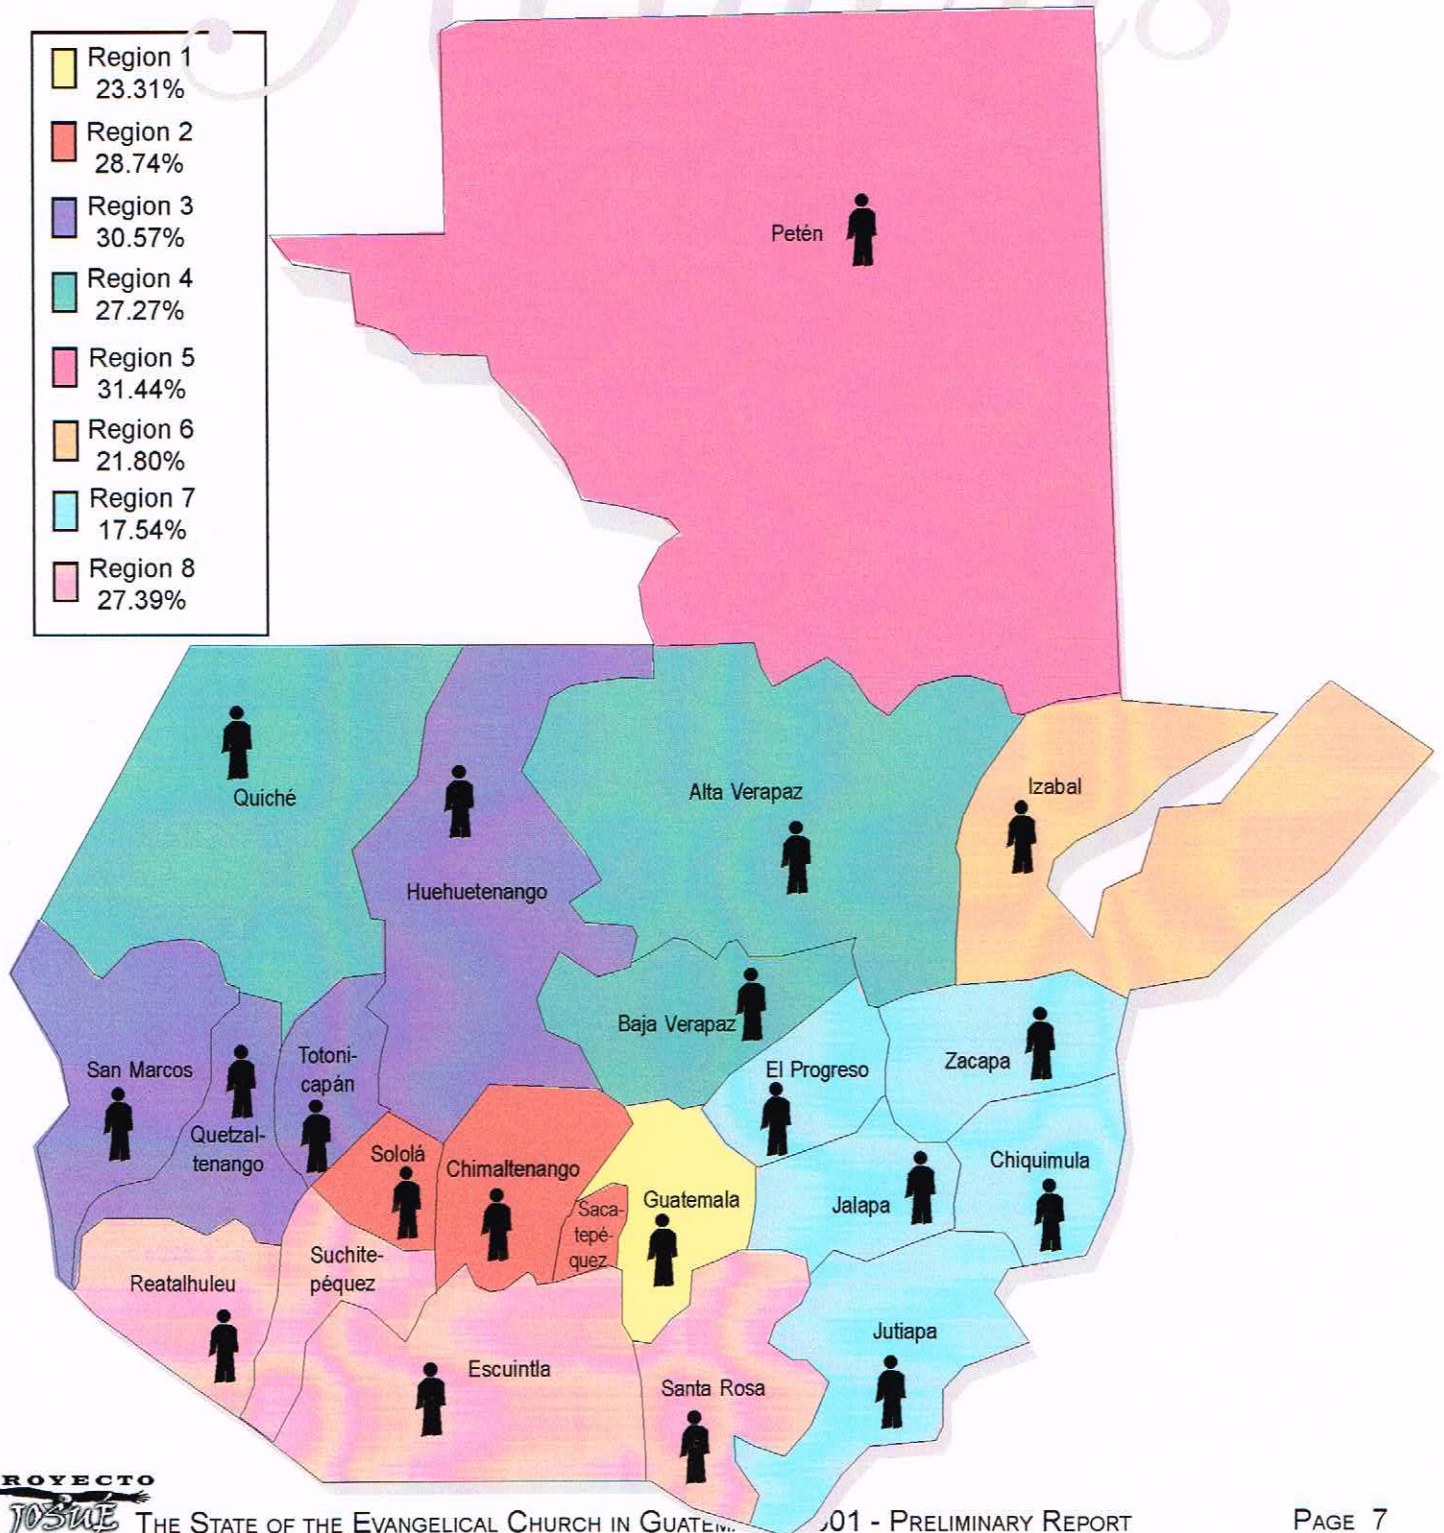 Region 1
23.31%
Region 2
28.74%
Region 3
30.57%
Region 4
27.27%
Region 5
31.44%
Region 6
21.80%
Region 7
17.54%
Region 8
27.39%
Petén
Quiché
Huehuetenango
Alta Verapaz
Izabal
Baja Verapaz
San Marcos
Quetzal-
tenango
Totoni-
capán
El Progreso
Zacapa
Sololá
Chimaltenango
Saca-
tepé-
quez
Guatemala
Jalapa
Chiquimula
Reatalhuleu
Suchite-
péquez
Escuintla
Santa Rosa
Jutiapa
ROYECTO
JOSUÉ
THE STATE OF THE EVANGELICAL CHURCH IN 01 - PRELIMINARY REPORT
PAGE 7